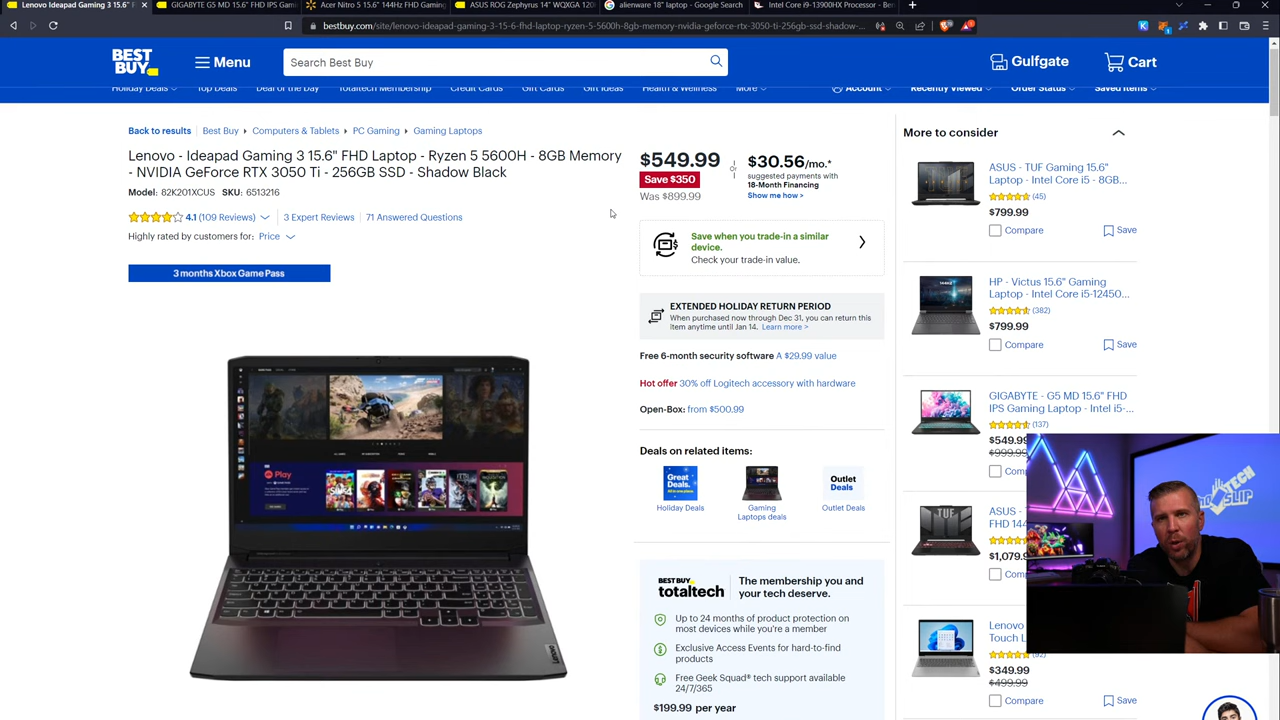 Lenovo Ideapad Gaming 3 15.6" F
GIGABYTE G5 MD 15.6" FHD IPS Gami
Acer Nitro 5 15.6" 144Hz FHD Gaming
ASUS ROG Zephyrus 14" WQXGA 120
alienware 18" laptop - Google Search
Intel Core i9-13900HX Processor - Ben
bestbuy.com/site/lenovo-ideapad-gaming-3-15-6-fhd-laptop-ryzen-5-5600h-8gb-memory-nvidia-geforce-rtx-3050-ti-256gb-ssd-shadow-
BEST
BUY
Menu
Search Best Buy
Gulfgate
Cart
Holiday Deals
Top Deals
Deal of the Day
Totaltech Membership
Credit Cards
Gift Cards
Gift Ideas
Health & Wellness
More
Account
Recently Viewed
Order Status
Saved Items
Back to results
Best Buy
Computers & Tablets
PC Gaming
Gaming Laptops
Lenovo - Ideapad Gaming 3 15.6" FHD Laptop - Ryzen 5 5600H - 8GB Memory
- NVIDIA GeForce RTX 3050 Ti - 256GB SSD - Shadow Black
Model: 82K201XCUS SKU: 6513216
4.1 (109 Reviews)
3 Expert Reviews
71 Answered Questions
Highly rated by customers for: Price
3 months Xbox Game Pass
Play
Lenovo
$549.99
Save $350
Was $899.99
or
$30.56/mo.*
suggested payments with
18-Month Financing
Show me how >
Save when you trade-in a similar
device.
Check your trade-in value.
EXTENDED HOLIDAY RETURN PERIOD
When purchased now through Dec 31, you can return this
item anytime until Jan 14. Learn more >
Free 6-month security software A $29.99 value
Hot offer 30% off Logitech accessory with hardware
Open-Box: from $500.99
Deals on related items:
Great
Deals.
Outlet
Deals
Holiday Deals
Gaming
Laptops deals
Outlet Deals
BEST BUY
totaltech
The membership you and
your tech deserve.
Up to 24 months of product protection on
most devices while you're a member
Exclusive Access Events for hard-to-find
products
Free Geek Squad® tech support available
24/7/365
$199.99 per year
More to consider
ASUS - TUF Gaming 15.6"
Laptop - Intel Core i5 - 8GB...
(45)
$799.99
Compare
Save
HP - Victus 15.6" Gaming
Laptop - Intel Core i5-12450...
(382)
$799.99
Compare
Save
GIGABYTE - G5 MD 15.6" FHD
IPS Gaming Laptop - Intel i5-...
(137)
$549.99
$999.99
Comp
ASUS -
FHD 144
$1,079.
Com
TUF
TECH
SLIP
Lenovo
Touch L
(92)
$349.99
$499.99
Compare
Save